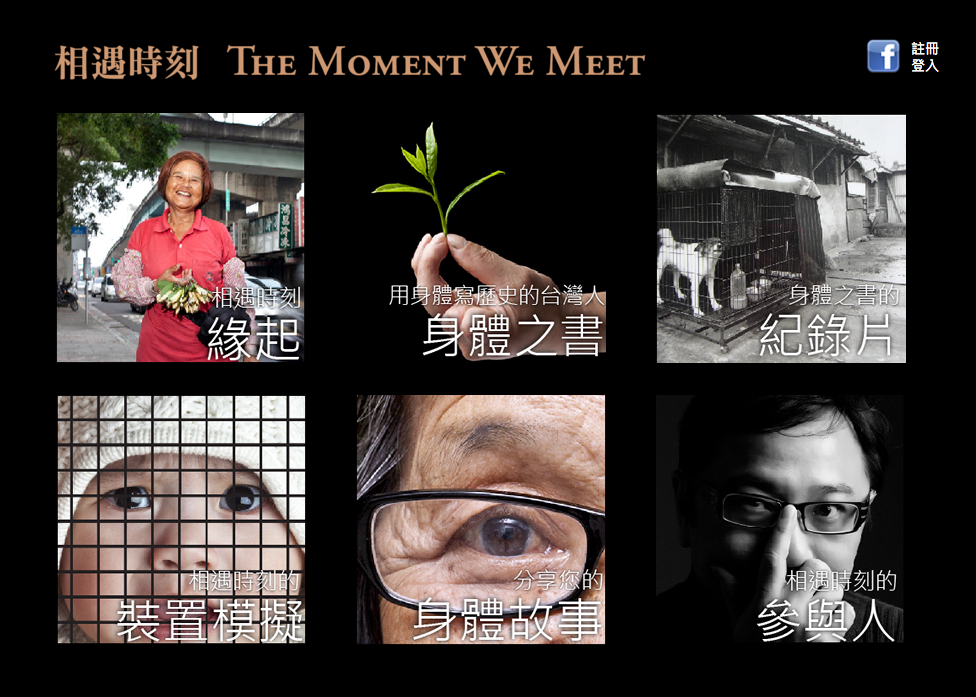 相遇時刻 THE MOMENT WE MEET
f 註冊
登入
相遇時刻
緣起
用身體寫歷史的台灣人
身體之書
身體之書的
紀錄片
相遇時刻的
裝置模擬
分享您的
身體故事
相遇時刻的
參與人